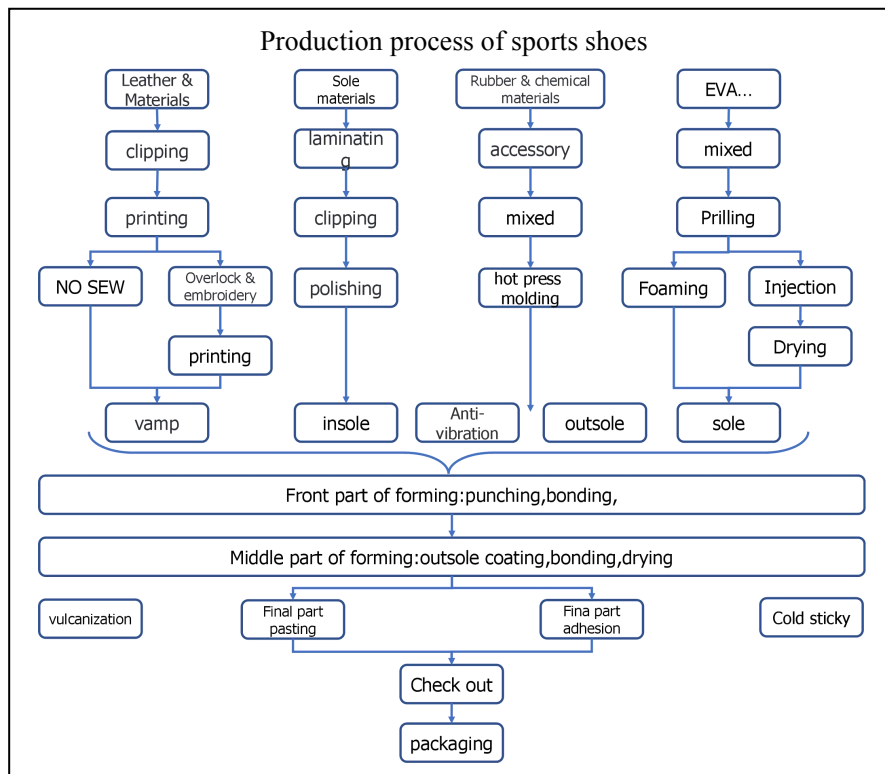 Production process of sports shoes
Leather &
Materials
Sole
materials
Rubber & chemical
materials
EVA...
clipping
laminatin
g
accessory
mixed
printing
clipping
mixed
Prilling
NO SEW
Overlock &
embroidery
polishing
hot press
molding
Foaming
Injection
printing
Drying
vamp
insole
Anti-
vibration
outsole
sole
Front part of forming:punching,bonding,
Middle part of forming:outsole coating,bonding,drying
vulcanization
Final part
pasting
Fina part
adhesion
Cold sticky
Check out
packaging